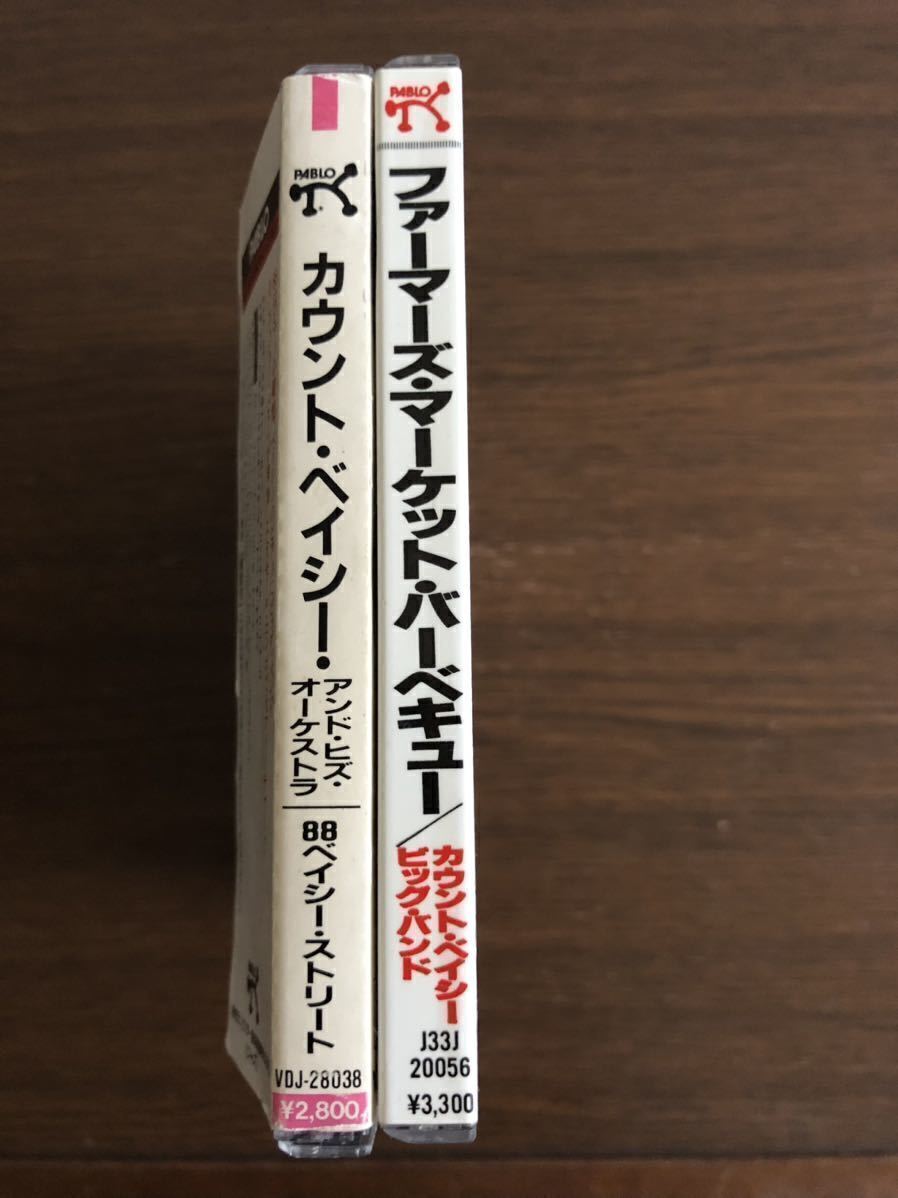 PABLO
カウント・ベイシー・
アンド・ヒズ・
オーケストラ
88ベイシー・ストリート
VDJ-28038
¥2,800
PABLO
ファーマーズ・マーケット・バーベキュー/
カウント・ベイシー
ビッグ・バンド
J33J
20056
¥3,300